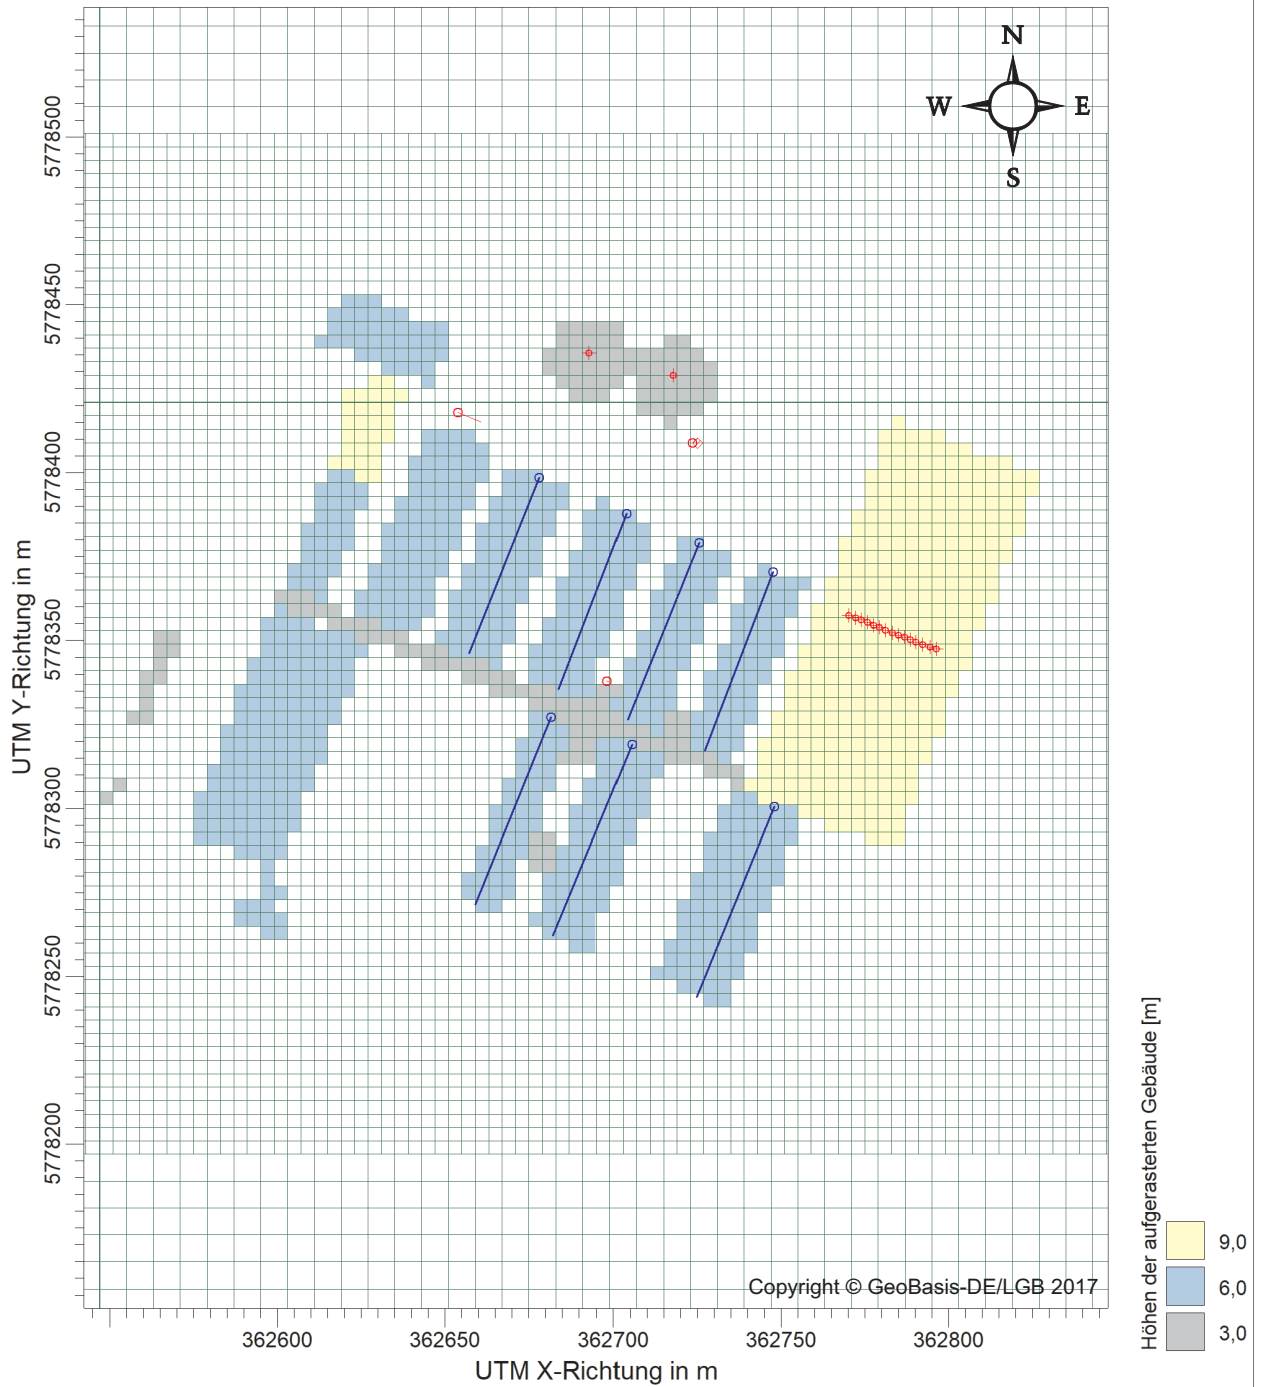 N
W E
S
5778500
5778450
5778400
5778350
5778300
5778250
5778200
UTM Y-Richtung in m
362600 362650 362700 362750 362800
UTM X-Richtung in m
Copyright © GeoBasis-DE/LGB 2017
Höhen der aufgerasterten Gebäude [m]
9,0
6,0
3,0